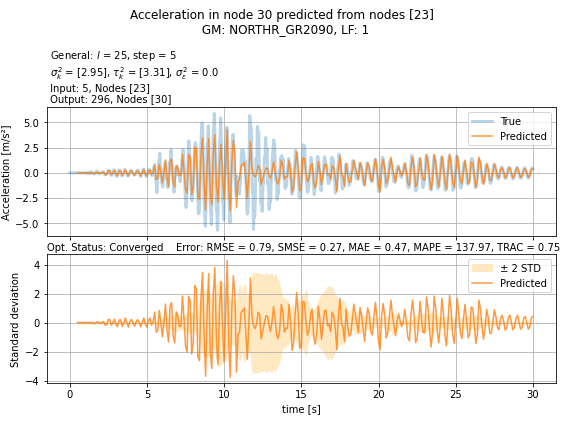 Acceleration in node 30 predicted from nodes [23]
GM: NORTHR_GR2090, LF: 1
General: l = 25, step = 5
σ²ₖ = [2.95], τ²ₖ = [3.31], σ²ε = 0.0
Input: 5, Nodes [23]
Output: 296, Nodes [30]
Acceleration [m/s²]
5.0
2.5
0.0
−2.5
−5.0
True
Predicted
Opt. Status: Converged Error: RMSE = 0.79, SMSE = 0.27, MAE = 0.47, MAPE = 137.97, TRAC = 0.75
Standard deviation
4
2
0
−2
−4
± 2 STD
Predicted
0 5 10 15 20 25 30
time [s]